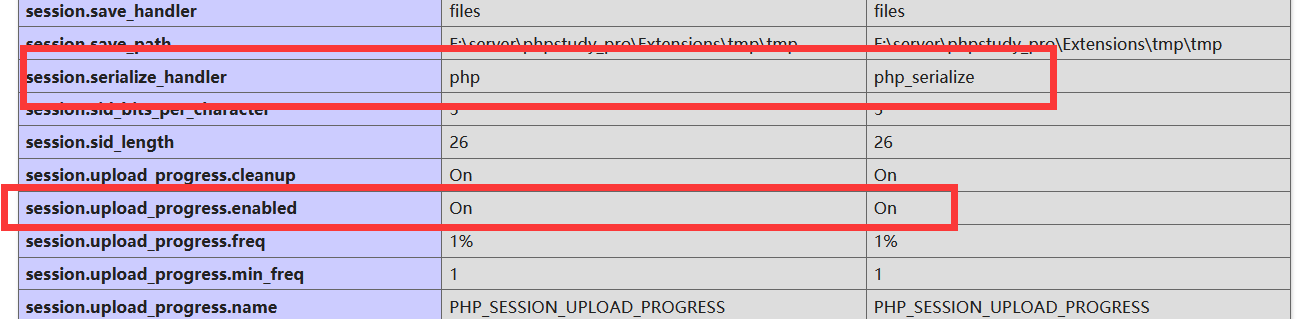 session.save_handler files files
session.save_path E:\server\phpstudy_pro\Extensions\tmp\tmp E:\server\phpstudy_pro\Extensions\tmp\tmp
session.serialize_handler php php_serialize
session.sid_bits_per_character 5 5
session.sid_length 26 26
session.upload_progress.cleanup On On
session.upload_progress.enabled On On
session.upload_progress.freq 1% 1%
session.upload_progress.min_freq 1 1
session.upload_progress.name PHP_SESSION_UPLOAD_PROGRESS PHP_SESSION_UPLOAD_PROGRESS